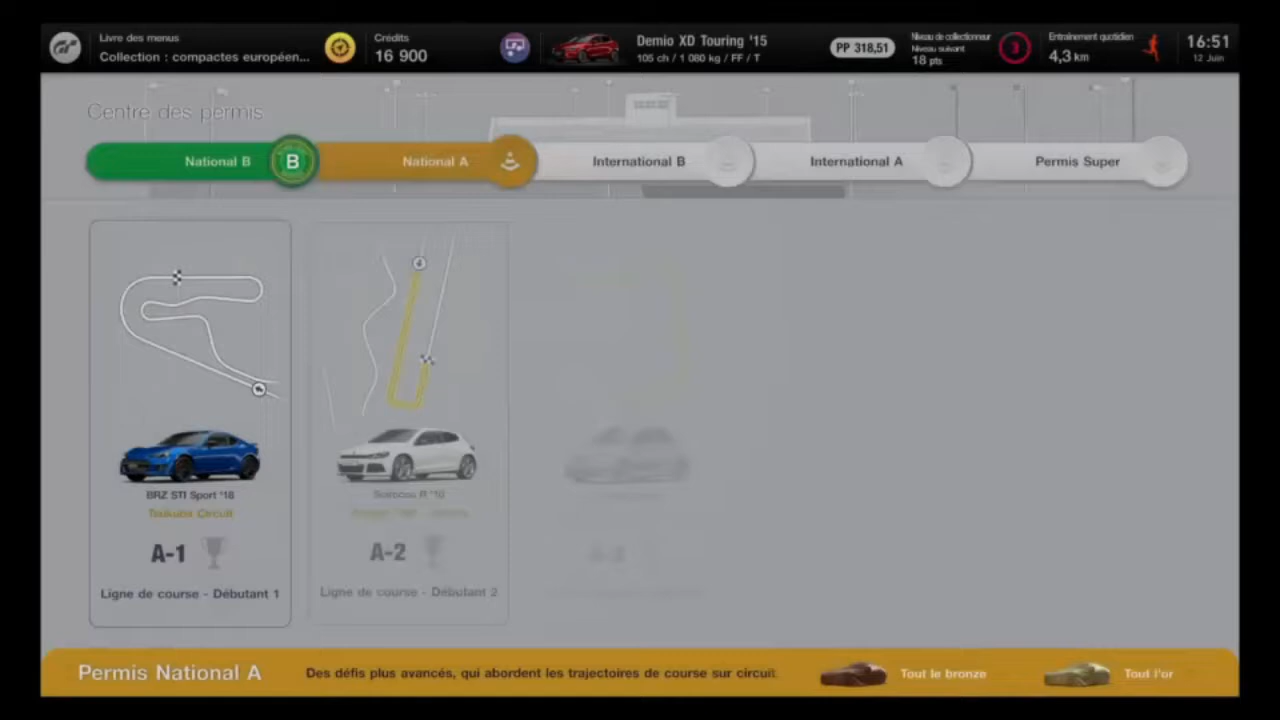 Livre des menus
Collection : compactes européen...
Crédits
16 900
Demio XD Touring '15
105 ch / 1 080 kg / FF / T
PP 318,51
Niveau de collectionneur
Niveau suivant
18 pts
3
Entraînement quotidien
4,3 km
16:51
12 Juin
Centre des permis
National B
B
National A
International B
International A
Permis Super
BRZ STI Sport '18
Tsukuba Circuit
A-1
Ligne de course - Débutant 1
Scirocco R '10
A-2
Ligne de course - Débutant 2
A-3
Permis National A
Des défis plus avancés, qui abordent les trajectoires de course sur circuit.
Tout le bronze
Tout l'or